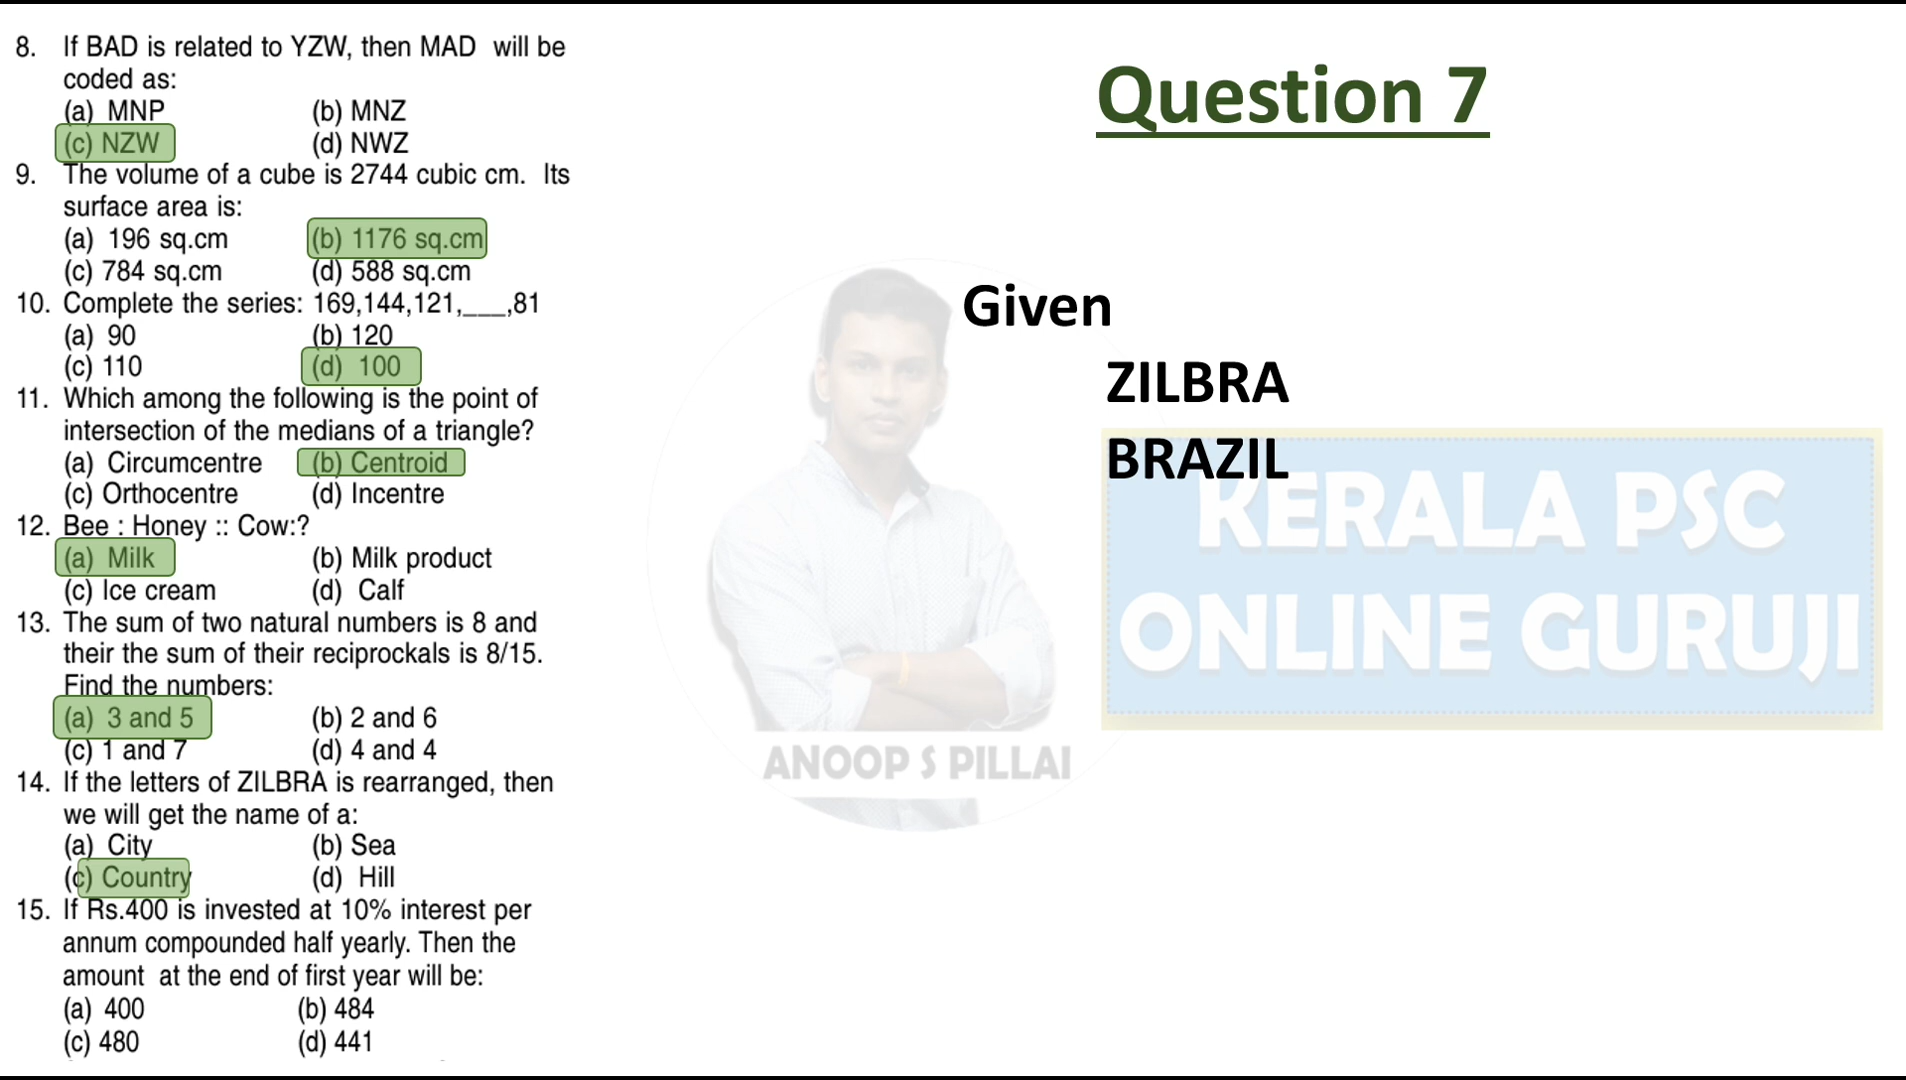 8. If BAD is related to YZW, then MAD will be
coded as:
(a) MNP (b) MNZ
(c) NZW (d) NWZ
9. The volume of a cube is 2744 cubic cm. Its
surface area is:
(a) 196 sq.cm (b) 1176 sq.cm
(c) 784 sq.cm (d) 588 sq.cm
10. Complete the series: 169,144,121,___,81
(a) 90 (b) 120
(c) 110 (d) 100
11. Which among the following is the point of
intersection of the medians of a triangle?
(a) Circumcentre (b) Centroid
(c) Orthocentre (d) Incentre
12. Bee : Honey :: Cow:?
(a) Milk (b) Milk product
(c) Ice cream (d) Calf
13. The sum of two natural numbers is 8 and
their the sum of their reciprockals is 8/15.
Find the numbers:
(a) 3 and 5 (b) 2 and 6
(c) 1 and 7 (d) 4 and 4
14. If the letters of ZILBRA is rearranged, then
we will get the name of a:
(a) City (b) Sea
(c) Country (d) Hill
15. If Rs.400 is invested at 10% interest per
annum compounded half yearly. Then the
amount at the end of first year will be:
(a) 400 (b) 484
(c) 480 (d) 441
Question 7
Given
ZILBRA
BRAZIL
KERALA PSC
ONLINE GURUJI
ANOOP S PILLAI